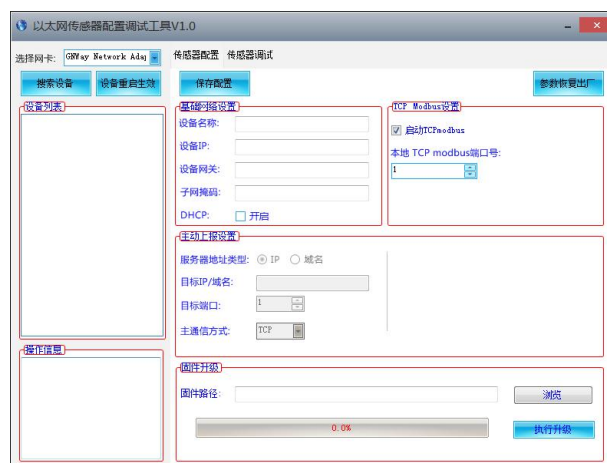 以太网传感器配置调试工具V1.0
选择网卡: GNWay Network Adap
传感器配置 传感器调试
搜索设备 设备重启生效 保存配置 参数恢复出厂
设备列表
基础网络设置
设备名称:
设备IP:
设备网关:
子网掩码:
DHCP: 开启
TCP Modbus设置
启动TCPmodbus
本地 TCP modbus端口号:
1
主动上报设置
服务器地址类型: IP 域名
目标IP/域名:
目标端口: 1
主通信方式: TCP
操作信息
固件升级
固件路径: 浏览
0.0% 执行升级